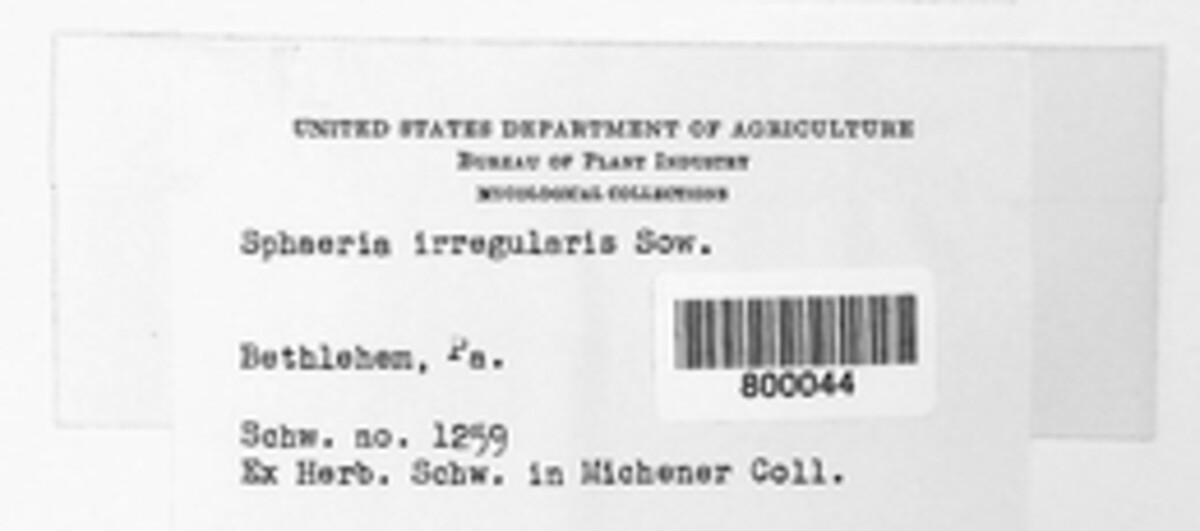 UNITED STATES DEPARTMENT OF AGRICULTURE
BUREAU OF PLANT INDUSTRY
MYCOLOGICAL COLLECTIONS
Sphaeria irregularis Sow.
Bethlehem, Pa.
800044
Schw. no. 1259
Ex Herb. Schw. in Michener Coll.